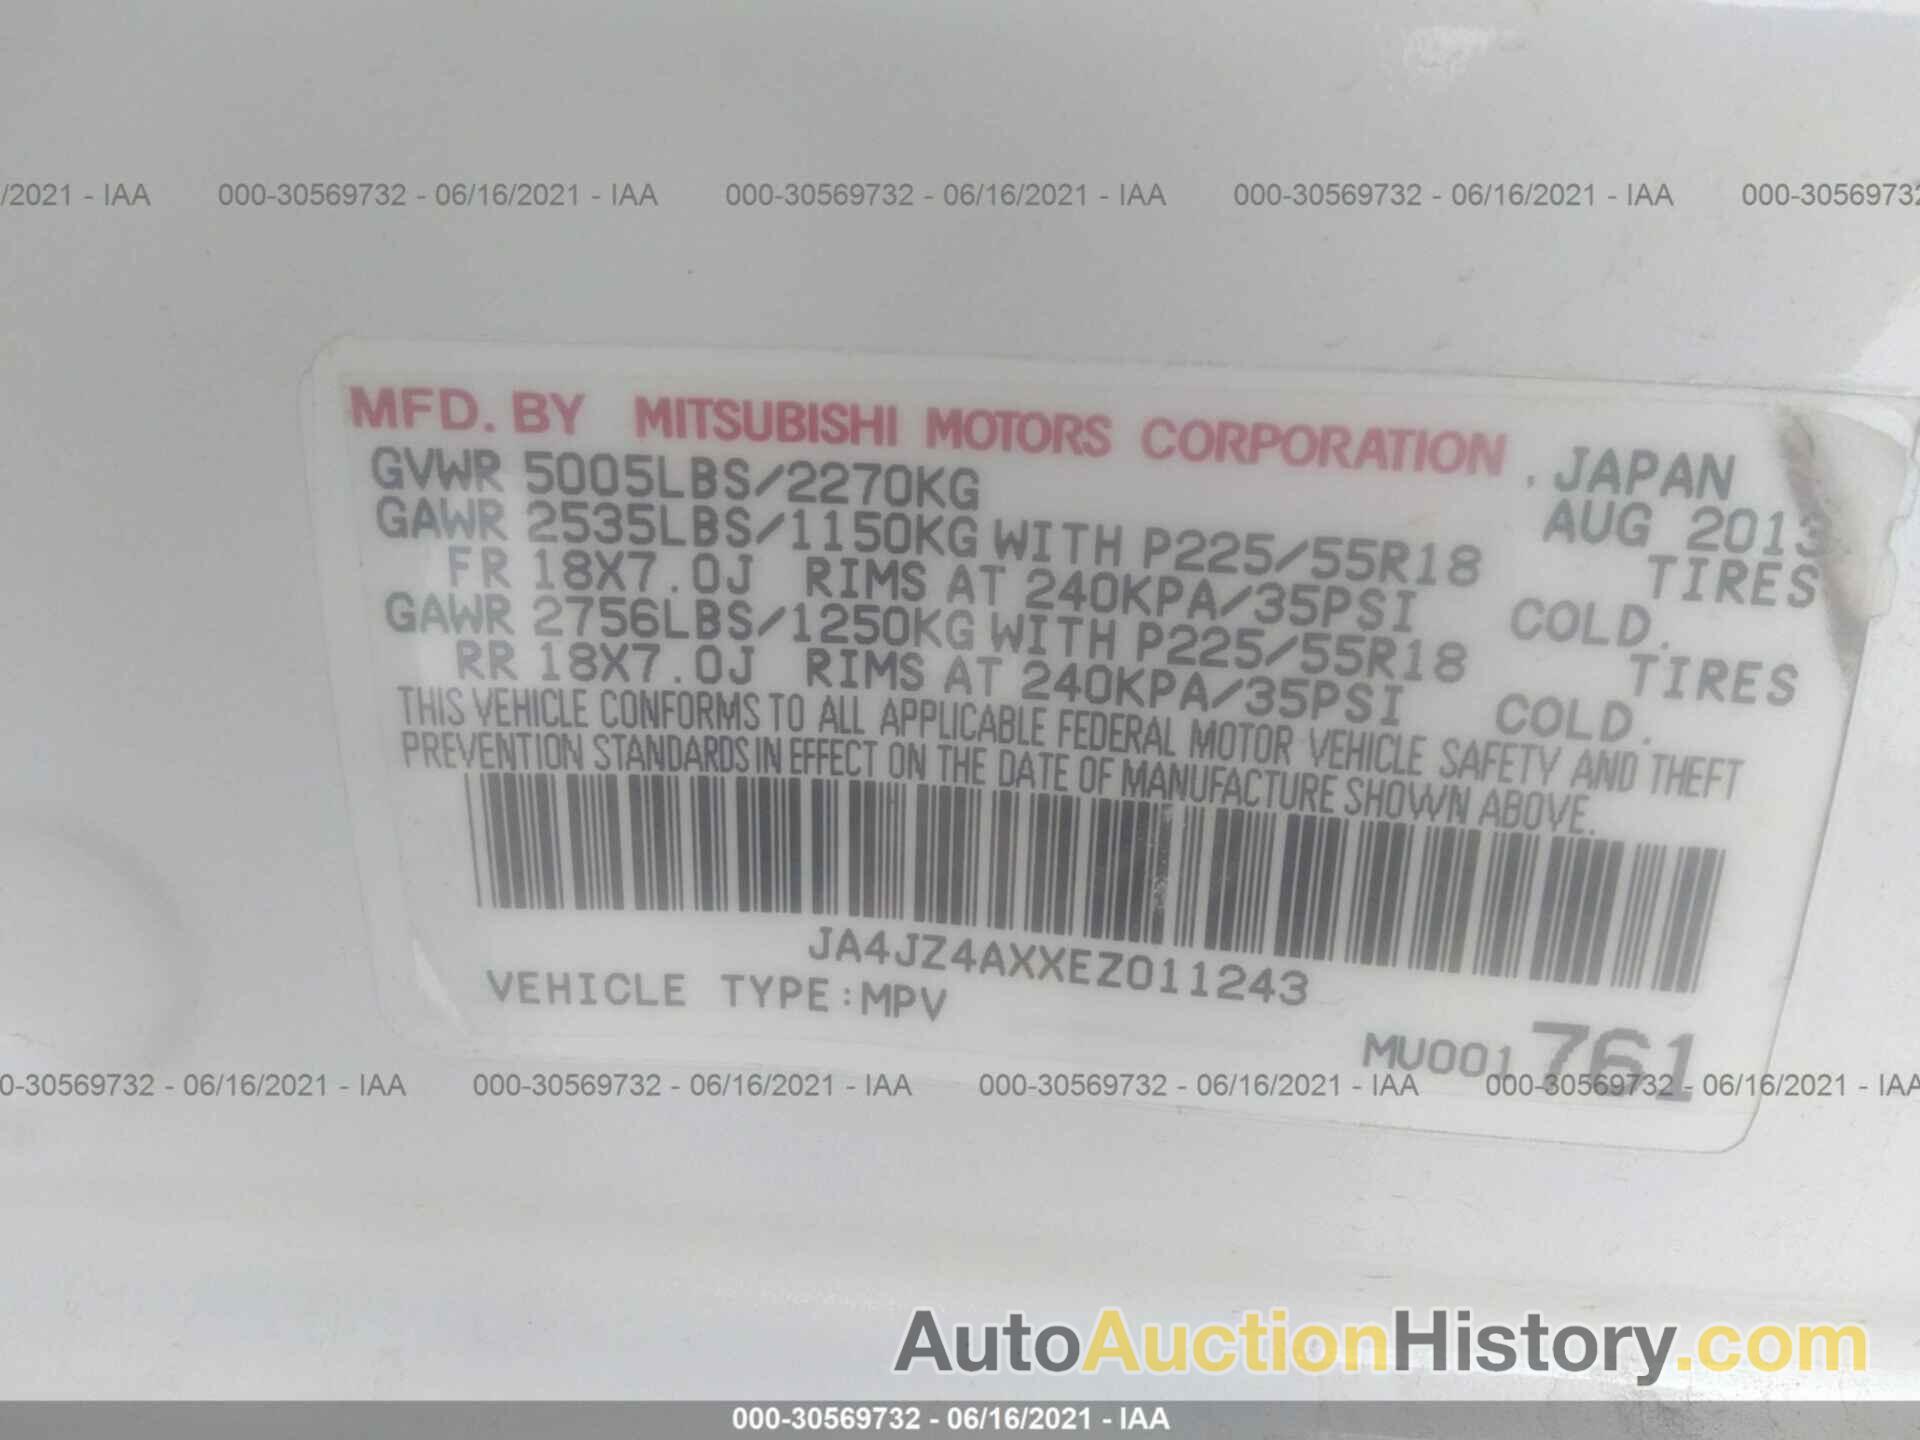 /2021 - IAA 000-30569732 - 06/16/2021 - IAA 000-30569732 - 06/16/2021 - IAA 000-30569732 - 06/16/2021 - IAA 000-30569732
MFD. BY MITSUBISHI MOTORS CORPORATION , JAPAN
GVWR 5005LBS/2270KG AUG 2013
GAWR 2535LBS/1150KG WITH P225/55R18 TIRES
FR 18X7.0J RIMS AT 240KPA/35PSI COLD.
GAWR 2756LBS/1250KG WITH P225/55R18 TIRES
RR 18X7.0J RIMS AT 240KPA/35PSI COLD.
THIS VEHICLE CONFORMS TO ALL APPLICABLE FEDERAL MOTOR VEHICLE SAFETY AND THEFT
PREVENTION STANDARDS IN EFFECT ON THE DATE OF MANUFACTURE SHOWN ABOVE.
JA4JZ4AXXEZ011243
VEHICLE TYPE:MPV
MU001 761
0-30569732 - 06/16/2021 - IAA 000-30569732 - 06/16/2021 - IAA 000-30569732 - 06/16/2021 - IAA 000-30569732 - 06/16/2021 - IAA
AutoAuctionHistory.com
000-30569732 - 06/16/2021 - IAA